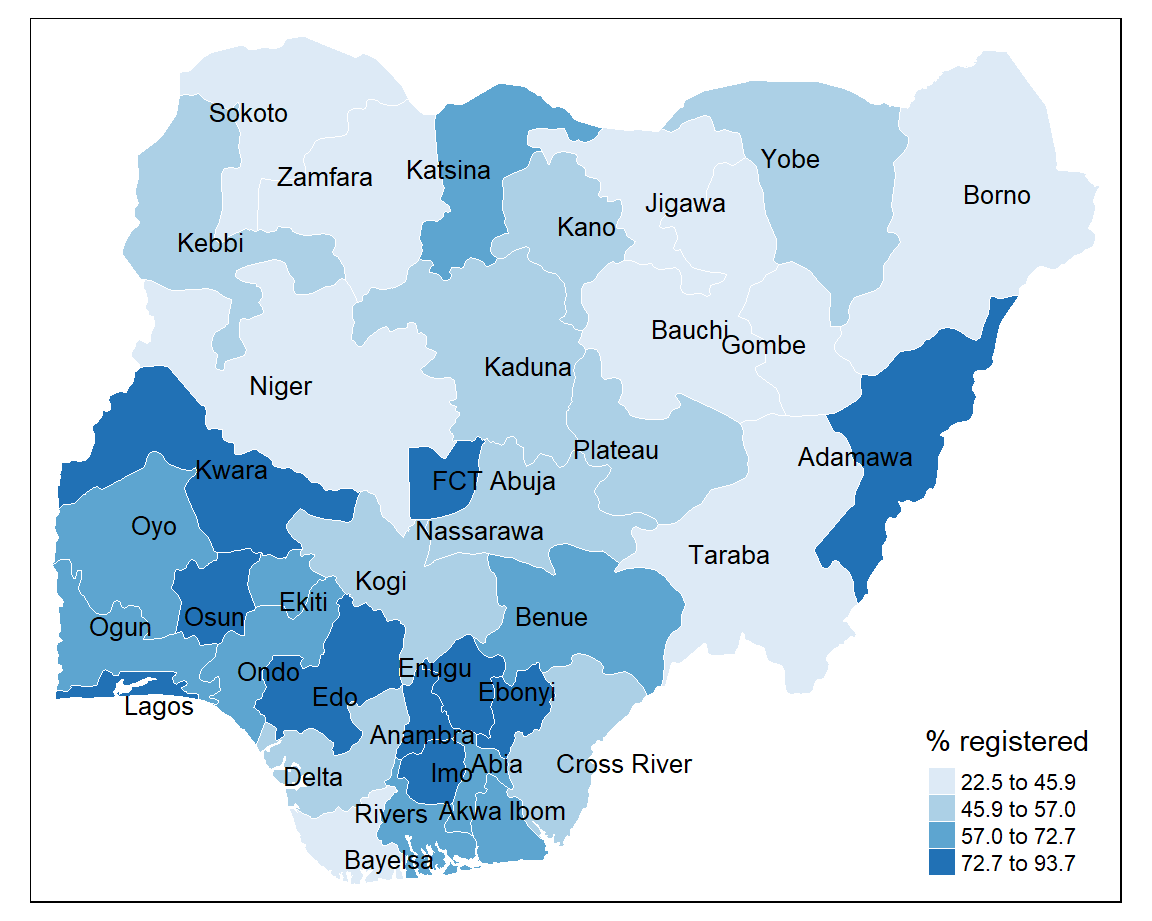 Sokoto
Yobe
Katsina
Zamfara
Borno
Jigawa
Kano
Kebbi
Bauchi
Gombe
Kaduna
Niger
Plateau
Adamawa
Kwara
FCT Abuja
Oyo
Nassarawa
Taraba
Kogi
Ekiti
Osun
Benue
Ogun
Enugu
Ondo
Ebonyi
Edo
Lagos
Anambra
% registered
Abia
Cross River
Imo
Delta
22.5 to 45.9
45.9 to 57.0
Akwa Ibom
Rivers
57.0 to 72.7
Bayelsa
72.7 to 93.7